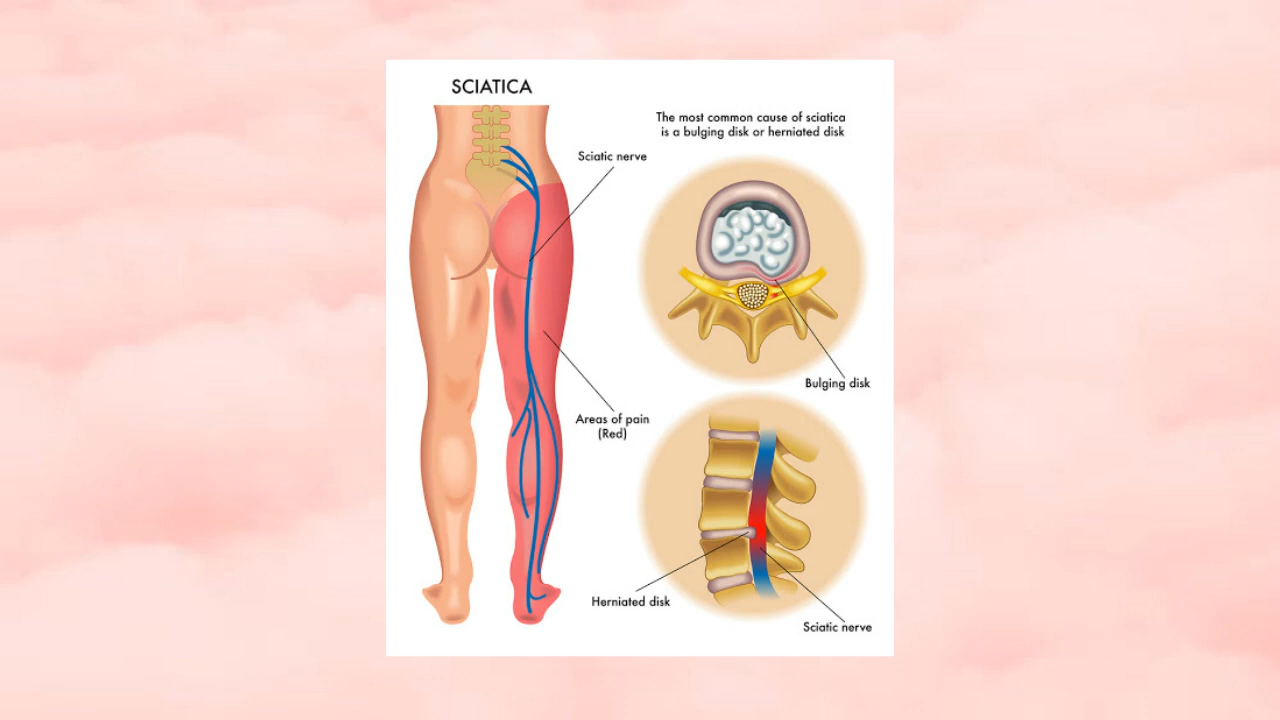 SCIATICA
The most common cause of sciatica
is a bulging disk or herniated disk
Sciatic nerve
Bulging disk
Areas of pain
(Red)
Herniated disk
Sciatic nerve